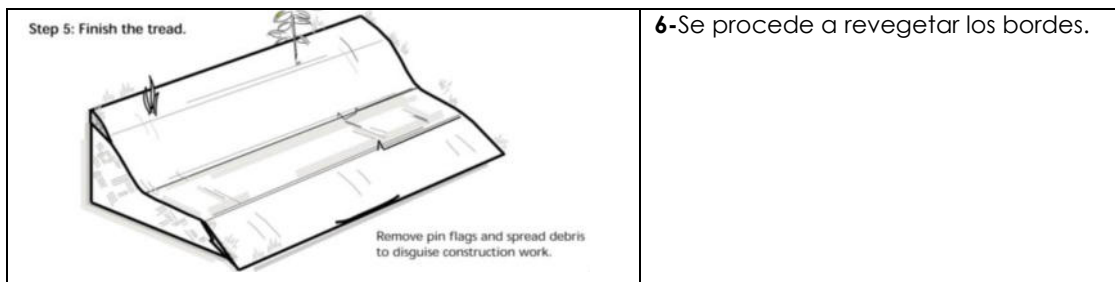 Step 5: Finish the tread.
Remove pin flags and spread debris
to disguise construction work.
6-Se procede a revegetar los bordes.